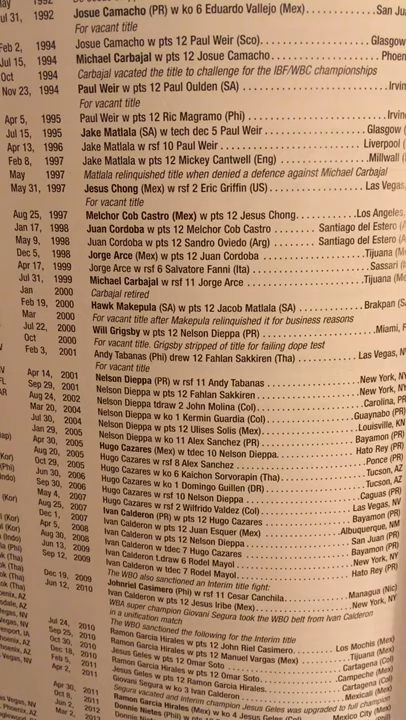 1992
Jul 31, 1992 Josue Camacho (PR) w ko 6 Eduardo Vallejo (Mex) San Ju
For vacant title
Feb 2, 1994 Josue Camacho w pts 12 Paul Weir (Sco) Glasgow
Jul 15, 1994 Michael Carbajal w pts 12 Josue Camacho Phoen
Oct 1994 Carbajal vacated the title to challenge for the IBF/WBC championships
Nov 23, 1994 Paul Weir w pts 12 Paul Oulden (SA) Irvin
For vacant title
Apr 5, 1995 Paul Weir w pts 12 Ric Magramo (Phi) Irvin
Jul 15, 1995 Jake Matlala (SA) w tech dec 5 Paul Weir Glasgow (
Apr 13, 1996 Jake Matlala w rsf 10 Paul Weir Liverpool (
Feb 8, 1997 Jake Matlala w pts 12 Mickey Cantwell (Eng) Millwall (
May 1997 Matlala relinquished title when denied a defence against Michael Carbajal
May 31, 1997 Jesus Chong (Mex) w rsf 2 Eric Griffin (US) Las Vegas,
For vacant title
Aug 25, 1997 Melchor Cob Castro (Mex) w pts 12 Jesus Chong Los Angeles
Jan 17, 1998 Juan Cordoba w pts 12 Melchor Cob Castro Santiago del Estero (A
May 9, 1998 Juan Cordoba w pts 12 Sandro Oviedo (Arg) Santiago del Estero (A
Dec 5, 1998 Jorge Arce (Mex) w pts 12 Juan Cordoba Tijuana (M
Apr 17, 1999 Jorge Arce w rsf 6 Salvatore Fanni (Ita) Sassari (
Jul 31, 1999 Michael Carbajal w rsf 11 Jorge Arce Tijuana (M
Jan 2000 Carbajal retired
Feb 19, 2000 Hawk Makepula (SA) w pts 12 Jacob Matlala (SA) Brakpan (S
Mar 2000 For vacant title after Makepula relinquished it for business reasons
Jul 22, 2000 Will Grigsby w pts 12 Nelson Dieppa (PR) Miami, F
Oct 2000 For vacant title. Grigsby stripped of title for failing dope test
Feb 3, 2001 Andy Tabanas (Phi) drew 12 Fahlan Sakkiren (Tha) Las Vegas, N
For vacant title
Apr 14, 2001 Nelson Dieppa (PR) w rsf 11 Andy Tabanas New York, NY
Sep 29, 2001 Nelson Dieppa w pts 12 Fahlan Sakkiren New York, NY
Aug 24, 2002 Nelson Dieppa tdraw 2 John Molina (Col) Carolina, PR
Mar 20, 2004 Nelson Dieppa w ko 1 Kermin Guardia (Col) Guaynabo (PR)
Jul 30, 2004 Nelson Dieppa w pts 12 Ulises Solis (Mex) Louisville, KN
Jan 29, 2005 Nelson Dieppa w ko 11 Alex Sanchez (PR) Bayamon (PR)
Apr 30, 2005 Hugo Cazares (Mex) w tdec 10 Nelson Dieppa Hato Rey (PR)
Aug 20, 2005 Hugo Cazares w rsf 8 Alex Sanchez Ponce (PR)
Oct 29, 2005 Hugo Cazares w ko 6 Kaichon Sorvorapin (Tha) Tucson, AZ
Jun 30, 2006 Hugo Cazares w ko 1 Domingo Guillen (DR) Tucson, AZ
Sep 30, 2006 Hugo Cazares w rsf 10 Nelson Dieppa Caguas (PR)
May 4, 2007 Hugo Cazares w rsf 2 Wilfrido Valdez (Col) Las Vegas, NV
Aug 25, 2007 Ivan Calderon (PR) w pts 12 Hugo Cazares Bayamon (PR)
Dec 1, 2007 Ivan Calderon w pts 12 Juan Esquer (Mex) Albuquerque, NM
Apr 5, 2008 Ivan Calderon w pts 12 Nelson Dieppa San Juan (PR)
Aug 30, 2008 Ivan Calderon w tdec 7 Hugo Cazares Bayamon (PR)
Jun 13, 2009 Ivan Calderon t.draw 6 Rodel Mayol New York, NY
Sep 12, 2009 Ivan Calderon w tdec 7 Rodel Mayol Hato Rey (PR)
The WBO also sanctioned an Interim title fight:
Dec 19, 2009 Johnriel Casimero (Phi) w rsf 11 Cesar Canchila Managua (Nic)
Jun 12, 2010 Ivan Calderon w pts 12 Jesus Iribe (Mex) New York, NY
WBA super champion Giovani Segura took the WBO belt from Ivan Calderon
in a unification match
The WBO sanctioned the following for the Interim title
Jul 24, 2010 Ramon Garcia Hirales w pts 12 John Riel Casimero Los Mochis (Mex)
Sep 25, 2010 Ramon Garcia Hirales w pts 12 Manuel Vargas (Mex) Tijuana (Mex)
Oct 30, 2010 Jesus Geles w pts 12 Omar Soto Cartagena (Col)
Dec 18, 2010 Ramon Garcia Hirales w pts 12 Omar Soto Campeche (Mex)
Feb 5, 2011 Jesus Geles w pts 12 Ramon Garcia Hirales Cartagena (Col)
Apr 2, 2011 Giovani Segura w ko 3 Ivan Calderon Mexicali (Mex)
Segura vacated and interim champion Jesus Geles was upgraded to full champion
Apr 30, 2011 Ramon Garcia Hirales (Mex) w ko 4 Jesus Geles Mexico City (Mex)
Oct 8, 2011 Donnie Nietes (Phi) w pts